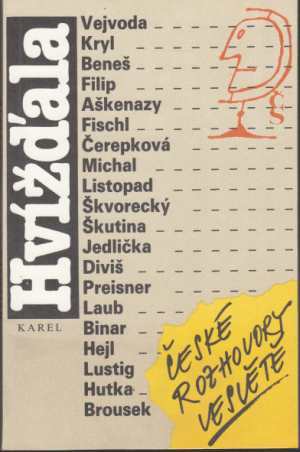 Hvížďala
KAREL
Vejvoda
Kryl
Beneš
Filip
Aškenazy
Fischl
Čerepková
Michal
Listopad
Škvorecký
Škutina
Jedlička
Diviš
Preisner
Laub
Binar
Hejl
Lustig
Hutka
Brousek
ČESKÉ
ROZHOVORY
VE SVĚTĚ